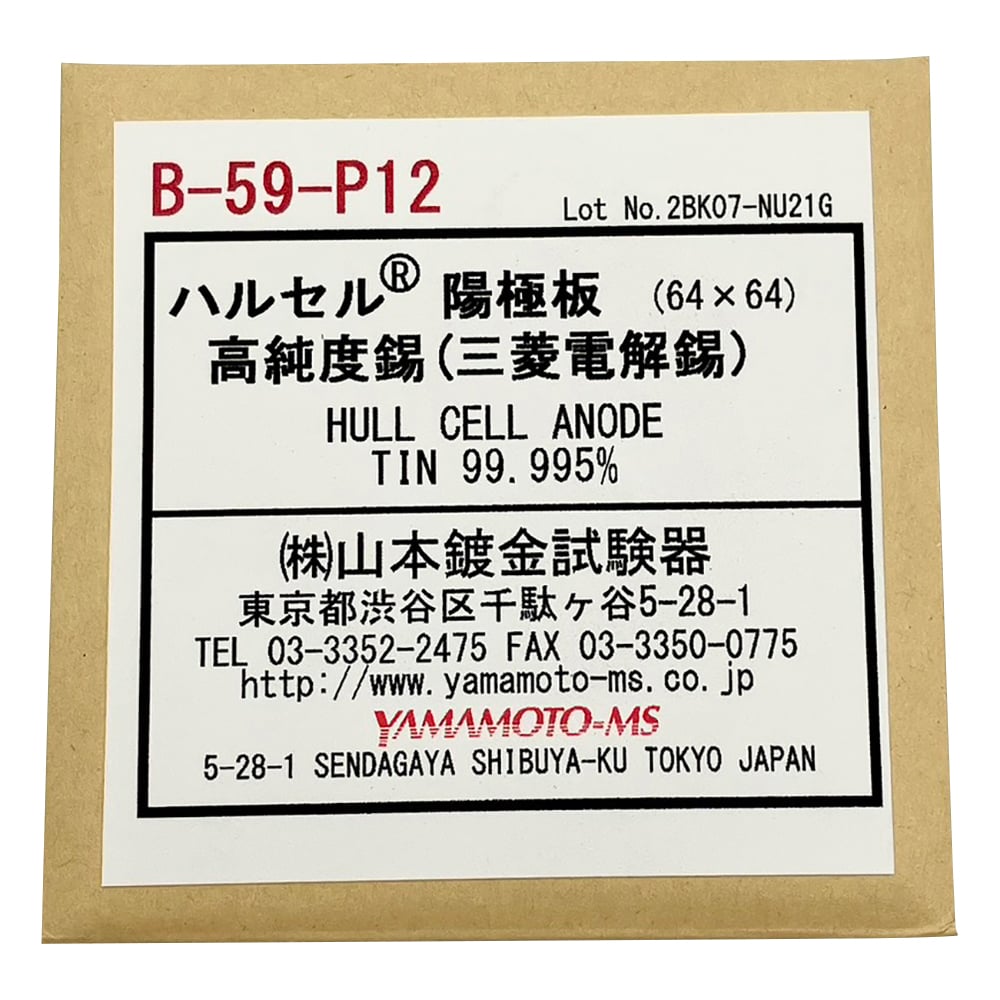 B-59-P12
Lot No.2BK07-NU21G
ハルセル® 陽極板 (64×64)
高純度錫(三菱電解錫)
HULL CELL ANODE
TIN 99.995%
(株)山本鍍金試験器
東京都渋谷区千駄ヶ谷5-28-1
TEL 03-3352-2475 FAX 03-3350-0775
http://www.yamamoto-ms.co.jp
YAMAMOTO-MS
5-28-1 SENDAGAYA SHIBUYA-KU TOKYO JAPAN